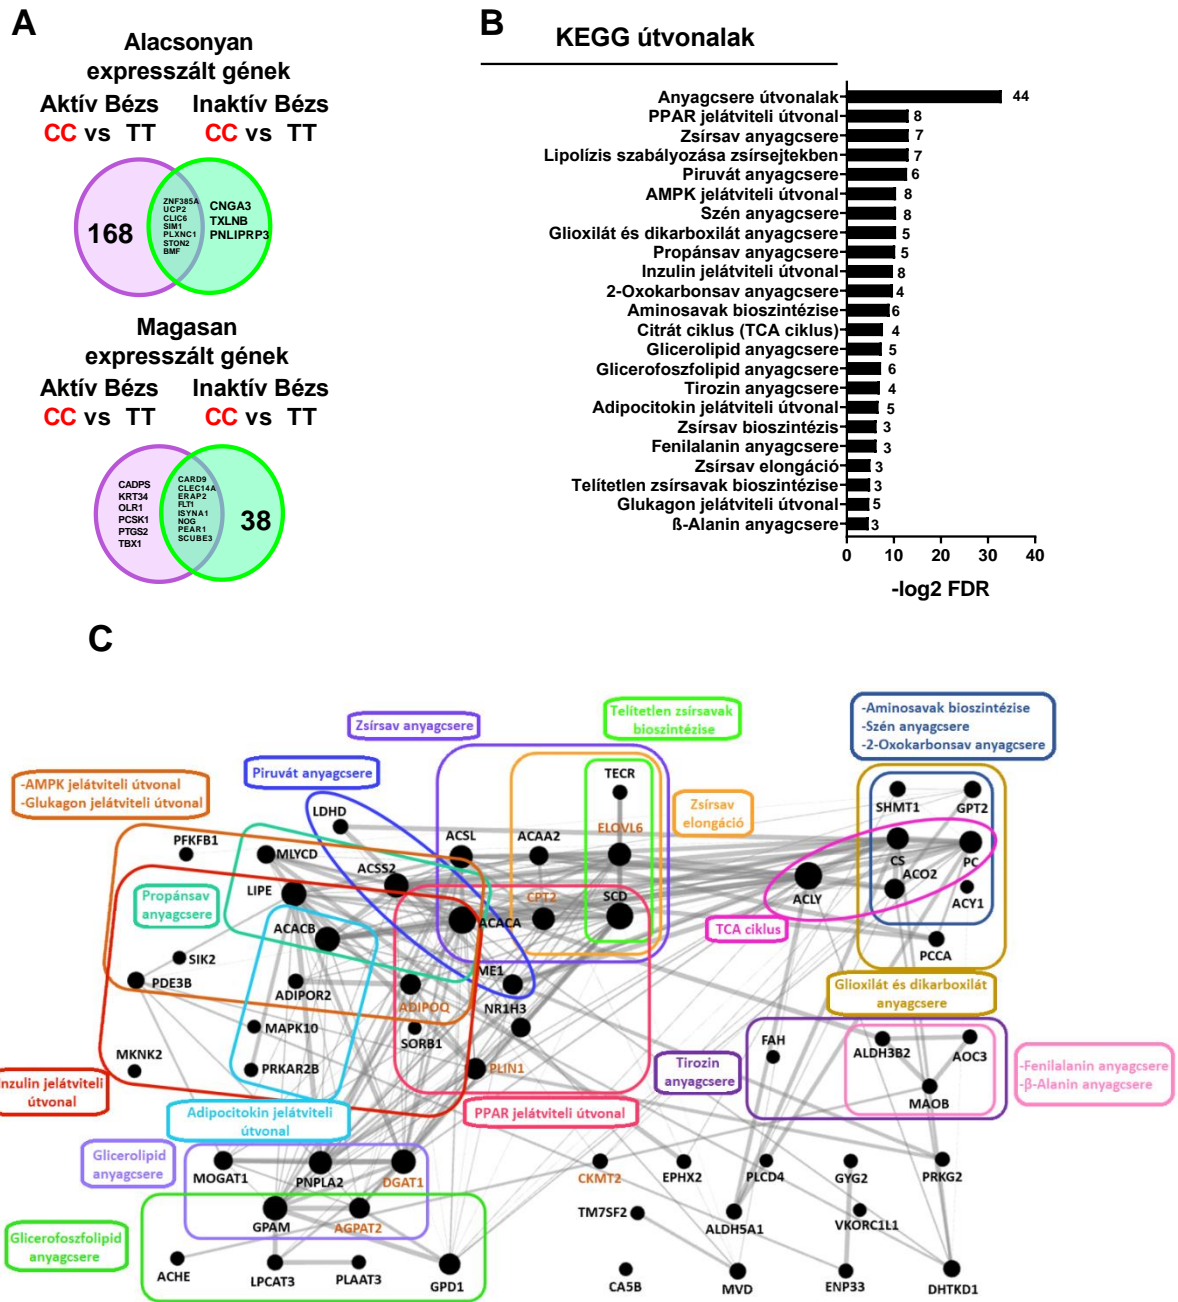 A
Alacsonyan
expresszált gének
Aktív Bézs
CC vs TT
Inaktív Bézs
CC vs TT
168
ZNF385A
UCP2
CLIC6
SIM1
PLXNC1
STON2
BMF
CNGA3
TXLNB
PNLIPRP3
Magasan
expresszált gének
Aktív Bézs
CC vs TT
Inaktív Bézs
CC vs TT
CADPS
KRT34
OLR1
PCSK1
PTGS2
TBX1
CARD9
CLEC14A
ERAP2
FLT1
ISYNA1
NOG
PEAR1
SCUBE3
38
B
KEGG útvonalak
Anyagcsere útvonalak 44
PPAR jelátviteli útvonal 8
Zsírsav anyagcsere 7
Lipolízis szabályozása zsírsejtekben 7
Piruvát anyagcsere 6
AMPK jelátviteli útvonal 8
Szén anyagcsere 8
Glioxilát és dikarboxilát anyagcsere 5
Propánsav anyagcsere 5
Inzulin jelátviteli útvonal 8
2-Oxokarbonsav anyagcsere 4
Aminosavak bioszintézise 6
Citrát ciklus (TCA ciklus) 4
Glicerolipid anyagcsere 5
Glicerofoszfolipid anyagcsere 6
Tirozin anyagcsere 4
Adipocitokin jelátviteli útvonal 5
Zsírsav bioszintézis 3
Fenilalanin anyagcsere 3
Zsírsav elongáció 3
Telítetlen zsírsavak bioszintézise 3
Glukagon jelátviteli útvonal 5
ß-Alanin anyagcsere 3
0 10 20 30 40
-log2 FDR
C
Zsírsav anyagcsere
Telítetlen zsírsavak
bioszintézise
-Aminosavak bioszintézise
-Szén anyagcsere
-2-Oxokarbonsav anyagcsere
-AMPK jelátviteli útvonal
-Glukagon jelátviteli útvonal
Piruvát anyagcsere
Zsírsav
elongáció
TECR
LDHD
PFKFB1
MLYCD
ACSS2
ACSL
ACAA2
ELOVL6
SHMT1
GPT2
CS
PC
ACO2
ACY1
ACLY
Propánsav
anyagcsere
LIPE
ACACB
ACACA
CPT2
SCD
TCA ciklus
PCCA
SIK2
PDE3B
ADIPOR2
ADIPOQ
ME1
NR1H3
Glioxilát és dikarboxilát
anyagcsere
MAPK10
SORB1
MKNK2
PRKAR2B
PLIN1
Tirozin
anyagcsere
FAH
ALDH3B2
AOC3
MAOB
-Fenilalanin anyagcsere
-β-Alanin anyagcsere
Inzulin jelátviteli
útvonal
Adipocitokin jelátviteli
útvonal
PPAR jelátviteli útvonal
Glicerolipid
anyagcsere
MOGAT1
PNPLA2
DGAT1
CKMT2
EPHX2
PLCD4
GYG2
PRKG2
GPAM
AGPAT2
TM7SF2
ALDH5A1
VKORC1L1
Glicerofoszfolipid
anyagcsere
ACHE
LPCAT3
PLAAT3
GPD1
CA5B
MVD
ENP33
DHTKD1